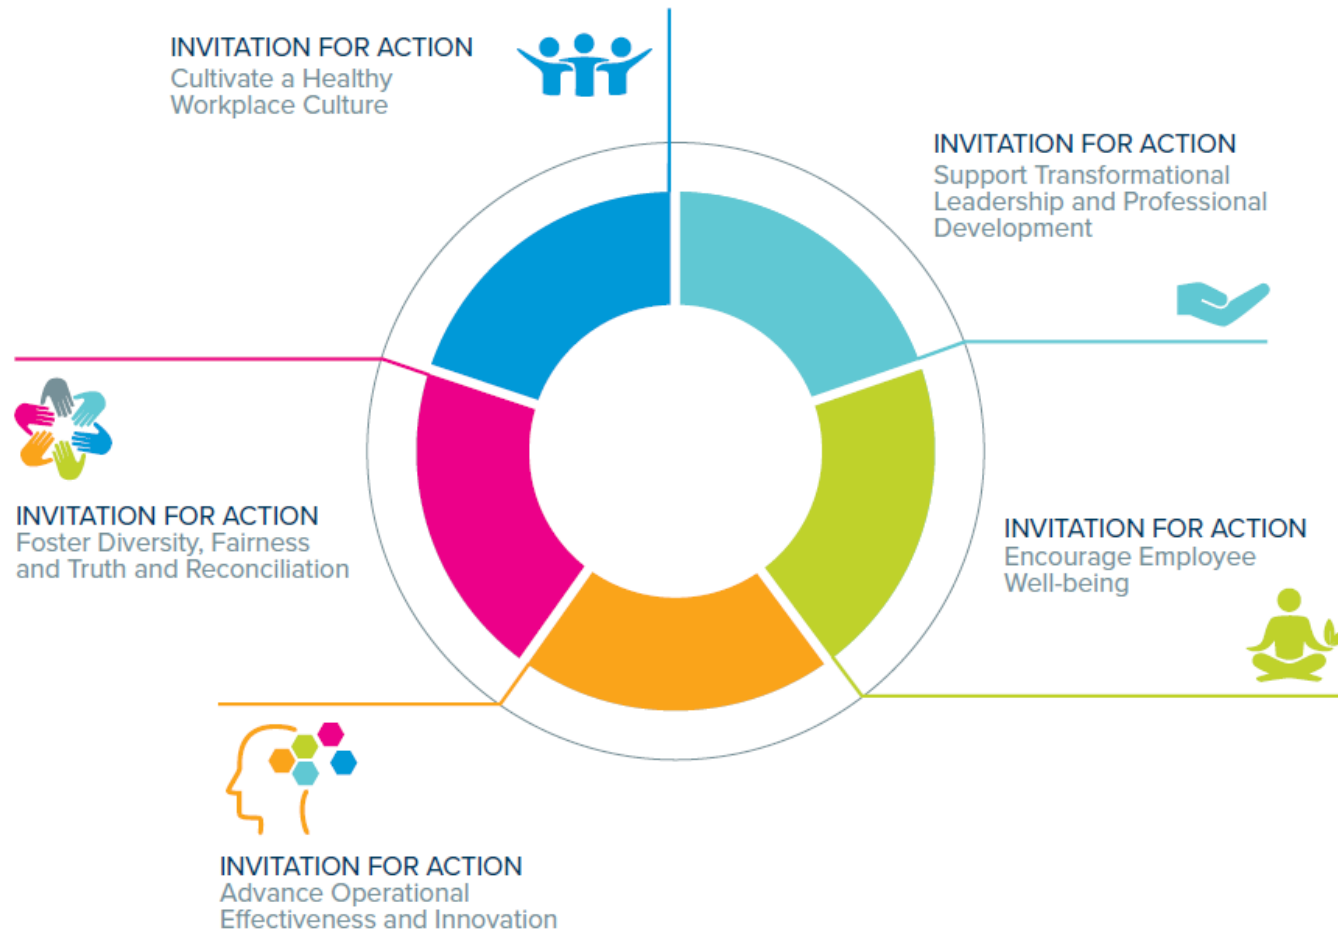 INVITATION FOR ACTION
Cultivate a Healthy
Workplace Culture
INVITATION FOR ACTION
Support Transformational
Leadership and Professional
Development
INVITATION FOR ACTION
Foster Diversity, Fairness
and Truth and Reconciliation
INVITATION FOR ACTION
Encourage Employee
Well-being
INVITATION FOR ACTION
Advance Operational
Effectiveness and Innovation